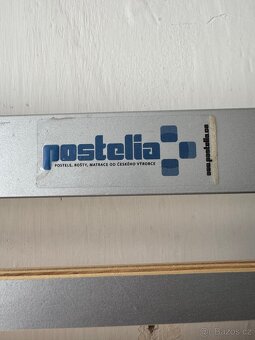 postelia
POSTELE, ROŠTY, MATRACE OD ČESKÉHO VÝROBCE
www.postelia.cz
Bazoš.cz